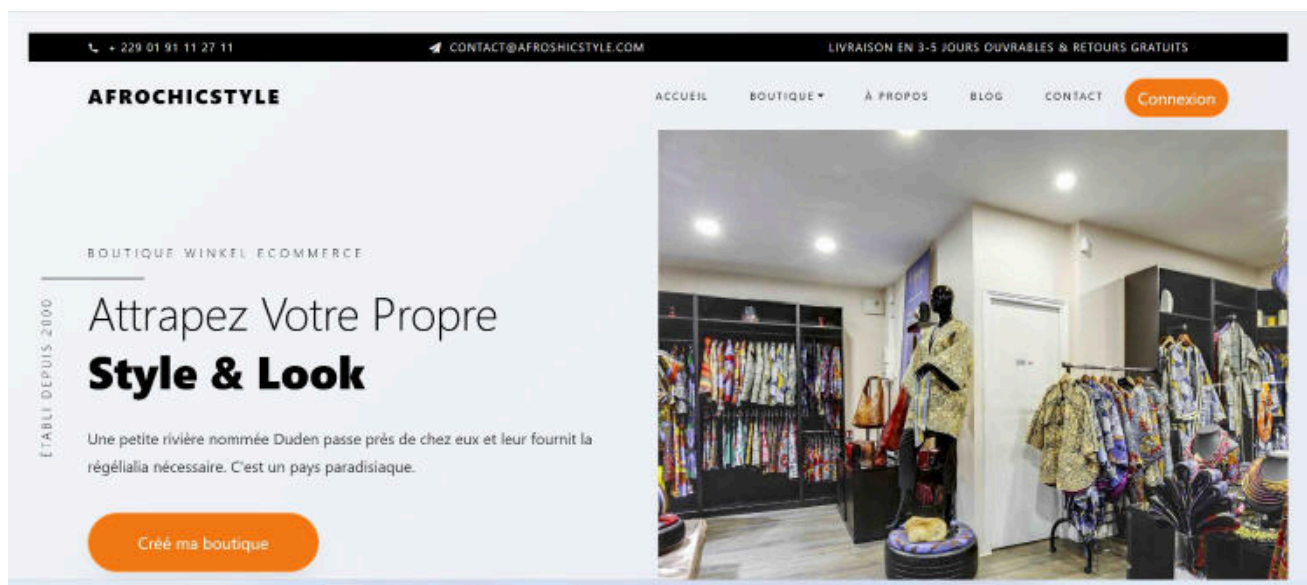 + 229 01 91 11 27 11 CONTACT@AFROSHICSTYLE.COM LIVRAISON EN 3-5 JOURS OUVRABLES & RETOURS GRATUITS
AFROCHICSTYLE ACCUEIL BOUTIQUE À PROPOS BLOG CONTACT Connexion
BOUTIQUE WINKEL ECOMMERCE
ÉTABLI DEPUIS 2000
Attrapez Votre Propre
Style & Look
Une petite rivière nommée Duden passe près de chez eux et leur fournit la
régélialia nécessaire. C'est un pays paradisiaque.
Créé ma boutique